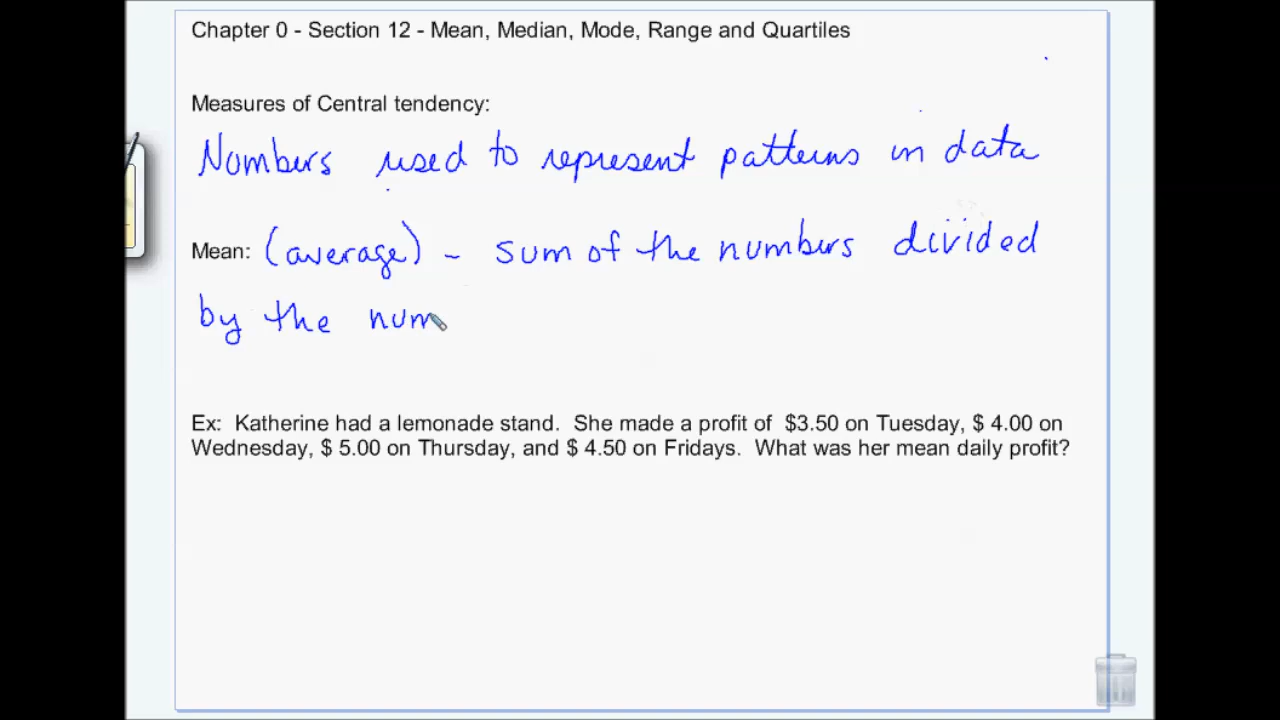 Chapter 0 - Section 12 - Mean, Median, Mode, Range and Quartiles
Measures of Central tendency:
Numbers used to represent patterns in data
Mean: (average) - sum of the numbers divided
by the num
Ex: Katherine had a lemonade stand. She made a profit of $3.50 on Tuesday, $ 4.00 on
Wednesday, $ 5.00 on Thursday, and $ 4.50 on Fridays. What was her mean daily profit?